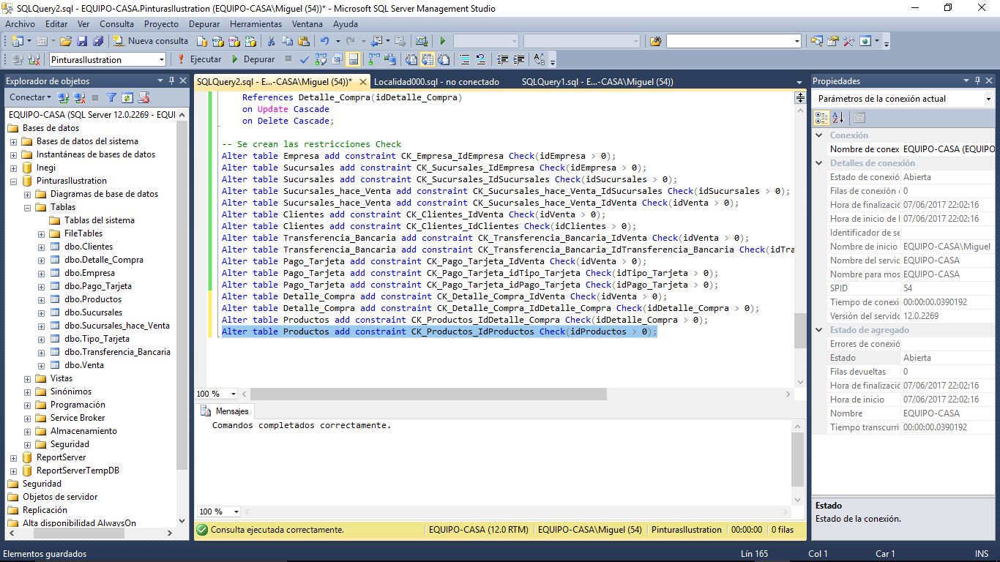 SQLQuery2.sql - EQUIPO-CASA.PinturasIlustration (EQUIPO-CASA\Miguel (54))* - Microsoft SQL Server Management Studio
Archivo Editar Ver Consulta Proyecto Depurar Herramientas Ventana Ayuda
Nueva consulta
PinturasIlustration Ejecutar Depurar
Explorador de objetos
Conectar
EQUIPO-CASA (SQL Server 12.0.2269 - EQUI
Bases de datos
Bases de datos del sistema
Instantáneas de bases de datos
Inegi
PinturasIlustration
Diagramas de base de datos
Tablas
Tablas del sistema
FileTables
dbo.Clientes
dbo.Detalle_Compra
dbo.Empresa
dbo.Pago_Tarjeta
dbo.Productos
dbo.Sucursales
dbo.Sucursales_hace_Venta
dbo.Tipo_Tarjeta
dbo.Transferencia_Bancaria
dbo.Venta
Vistas
Sinónimos
Programación
Service Broker
Almacenamiento
Seguridad
ReportServer
ReportServerTempDB
Seguridad
Objetos de servidor
Replicación
Alta disponibilidad AlwaysOn
SQLQuery2.sql - E...-CASA\Miguel (54))* Localidad000.sql - no conectado SQLQuery1.sql - E...-CASA\Miguel (54))
References Detalle_Compra(idDetalle_Compra)
on Update Cascade
on Delete Cascade;
-- Se crean las restricciones Check
Alter table Empresa add constraint CK_Empresa_IdEmpresa Check(idEmpresa > 0);
Alter table Sucursales add constraint CK_Sucursales_IdEmpresa Check(idEmpresa > 0);
Alter table Sucursales add constraint CK_Sucursales_IdSucursales Check(idSucursales > 0);
Alter table Sucursales_hace_Venta add constraint CK_Sucursales_hace_Venta_IdSucursales Check(idSucursales > 0);
Alter table Sucursales_hace_Venta add constraint CK_Sucursales_hace_Venta_IdVenta Check(idVenta > 0);
Alter table Clientes add constraint CK_Clientes_IdVenta Check(idVenta > 0);
Alter table Clientes add constraint CK_Clientes_IdClientes Check(idClientes > 0);
Alter table Transferencia_Bancaria add constraint CK_Transferencia_Bancaria_IdVenta Check(idVenta > 0);
Alter table Transferencia_Bancaria add constraint CK_Transferencia_Bancaria_IdTransferencia_Bancaria Check(idTra
Alter table Pago_Tarjeta add constraint CK_Pago_Tarjeta_IdVenta Check(idVenta > 0);
Alter table Pago_Tarjeta add constraint CK_Pago_Tarjeta_idTipo_Tarjeta Check(idTipo_Tarjeta > 0);
Alter table Pago_Tarjeta add constraint CK_Pago_Tarjeta_idPago_Tarjeta Check(idPago_Tarjeta > 0);
Alter table Detalle_Compra add constraint CK_Detalle_Compra_IdVenta Check(idVenta > 0);
Alter table Detalle_Compra add constraint CK_Detalle_Compra_IdDetalle_Compra Check(idDetalle_Compra > 0);
Alter table Productos add constraint CK_Productos_IdDetalle_Compra Check(idDetalle_Compra > 0);
Alter table Productos add constraint CK_Productos_IdProductos Check(idProductos > 0);
100 %
Mensajes
Comandos completados correctamente.
100 %
Consulta ejecutada correctamente. EQUIPO-CASA (12.0 RTM) EQUIPO-CASA\Miguel (54) PinturasIlustration 00:00:00 0 filas
Propiedades
Parámetros de la conexión actual
Conexión
Nombre de conex EQUIPO-CASA (EQUIPO
Detalles de conexión
Estado de conexió Abierta
Filas de conexión 0
Hora de finalizació 07/06/2017 22:02:16
Hora de inicio de l 07/06/2017 22:02:16
Identificador de se
Nombre de inicio EQUIPO-CASA\Miguel
Nombre del servid EQUIPO-CASA
Nombre para mos EQUIPO-CASA
SPID 54
Tiempo de conexi 00:00:00.0390192
Versión del servido 12.0.2269
Estado de agregado
Errores de conexió
Estado Abierta
Filas devueltas 0
Hora de finalizació 07/06/2017 22:02:16
Hora de inicio 07/06/2017 22:02:16
Nombre EQUIPO-CASA
Tiempo transcurri 00:00:00.0390192
Estado
Estado de la conexión.
Elementos guardados Lín 165 Col 1 Car 1 INS